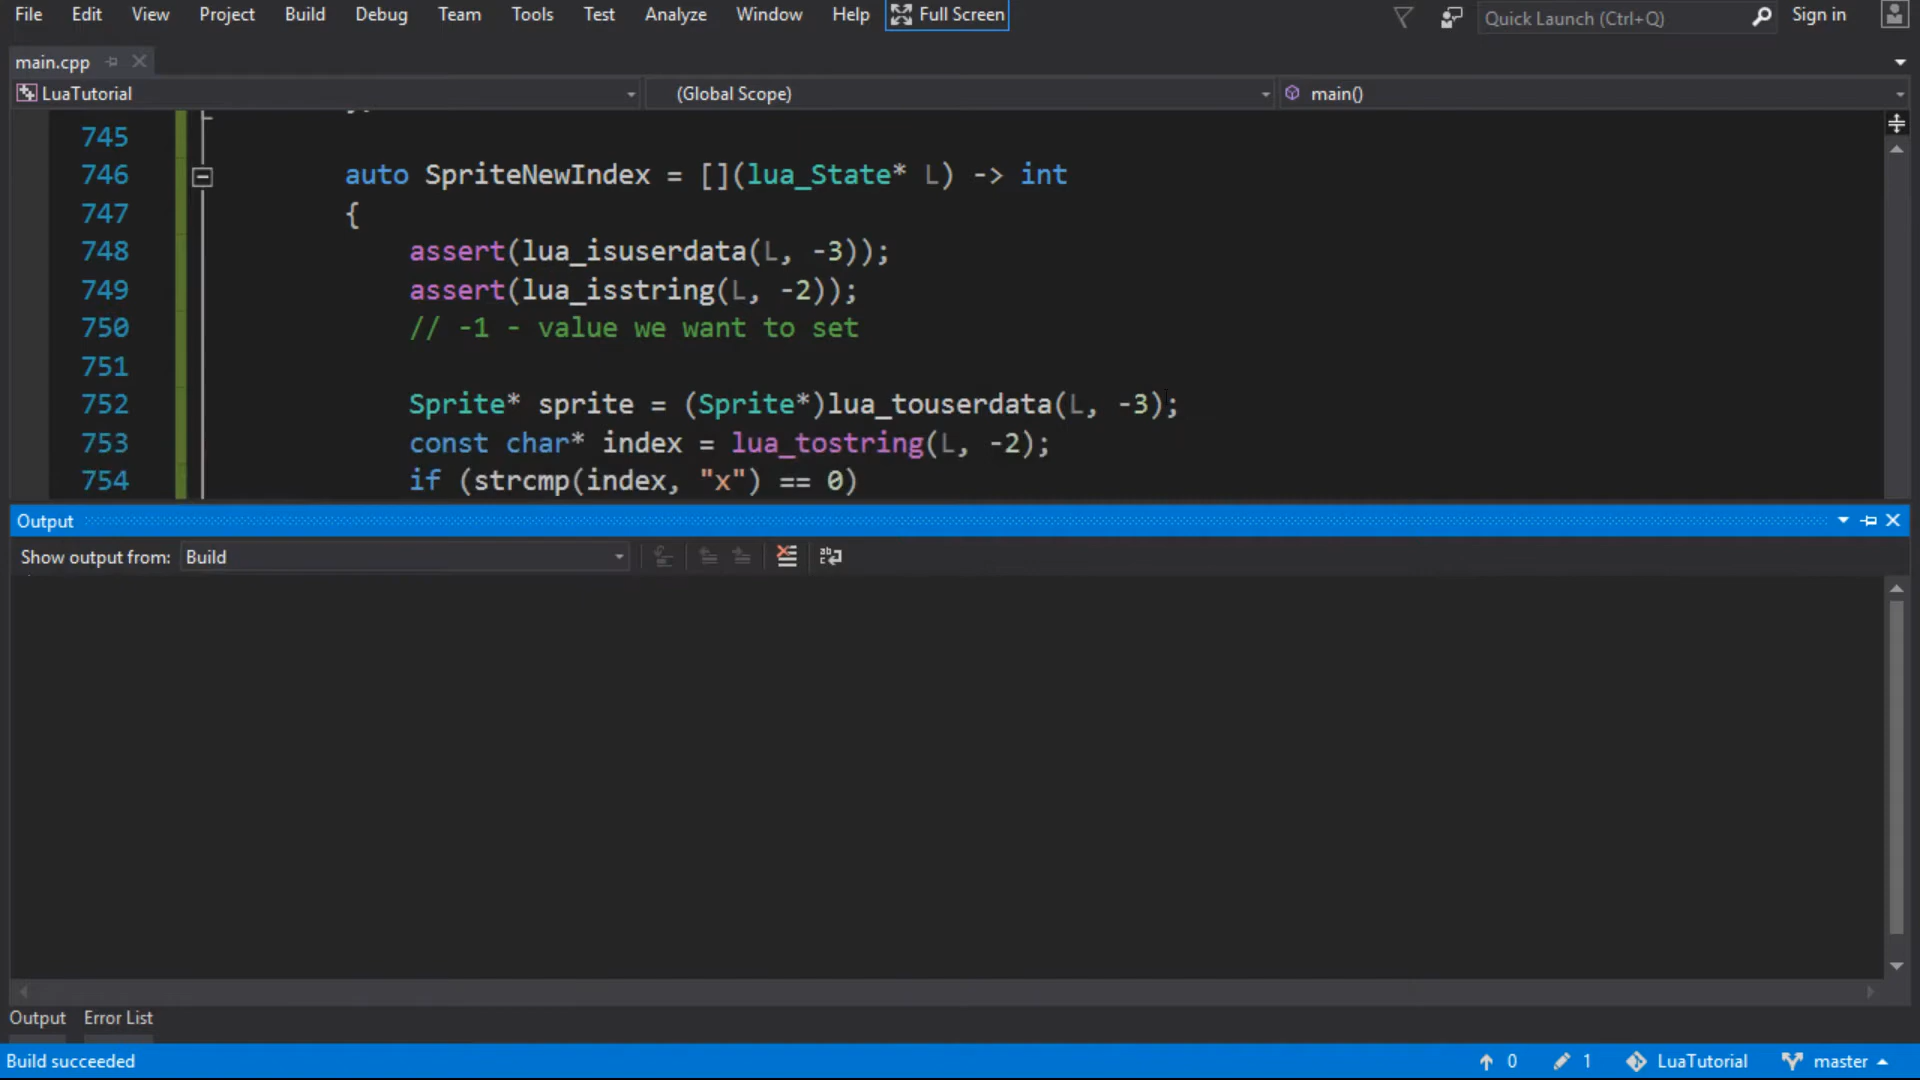 File Edit View Project Build Debug Team Tools Test Analyze Window Help Full Screen Quick Launch (Ctrl+Q) Sign in
main.cpp
LuaTutorial (Global Scope) main()
745
746 auto SpriteNewIndex = [](lua_State* L) -> int
747 {
748 assert(lua_isuserdata(L, -3));
749 assert(lua_isstring(L, -2));
750 // -1 - value we want to set
751
752 Sprite* sprite = (Sprite*)lua_touserdata(L, -3);
753 const char* index = lua_tostring(L, -2);
754 if (strcmp(index, "x") == 0)
Output
Show output from: Build
Output Error List
Build succeeded 0 1 LuaTutorial master